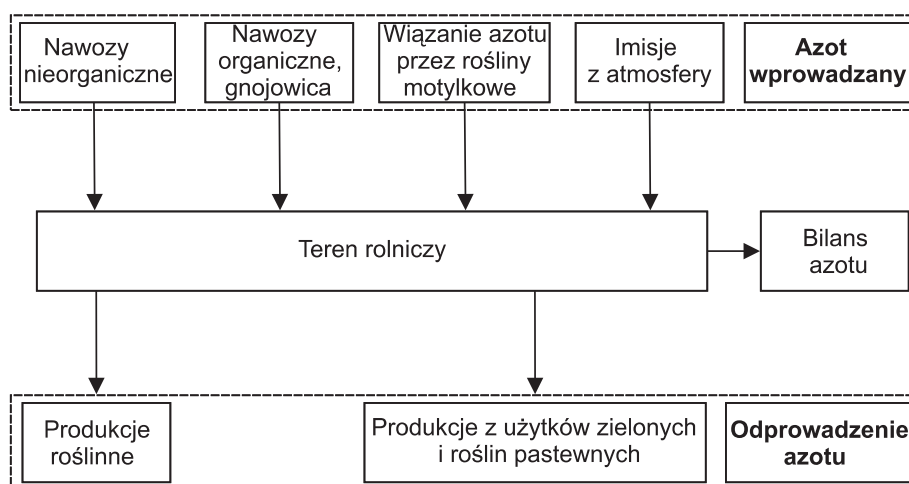 Nawozy
nieorganiczne
Nawozy
organiczne,
gnojowica
Wiązanie azotu
przez rośliny
motylkowe
Imisje
z atmosfery
Azot
wprowadzany
Teren rolniczy
Bilans
azotu
Produkcje
roślinne
Produkcje z użytków zielonych
i roślin pastewnych
Odprowadzenie
azotu